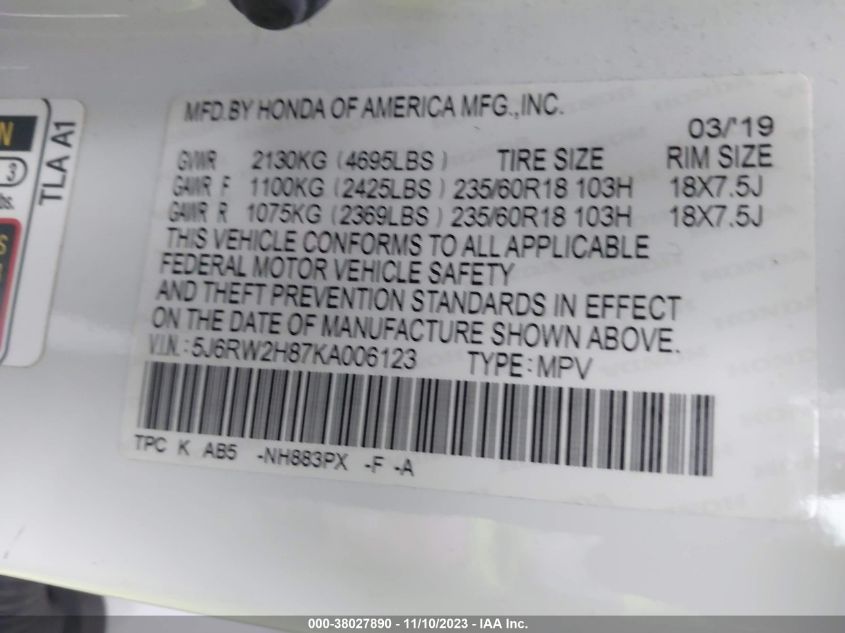 MFD.BY HONDA OF AMERICA MFG.,INC.
03/'19
GVWR 2130KG (4695LBS) TIRE SIZE RIM SIZE
GAWR F 1100KG (2425LBS) 235/60R18 103H 18X7.5J
GAWR R 1075KG (2369LBS) 235/60R18 103H 18X7.5J
THIS VEHICLE CONFORMS TO ALL APPLICABLE
FEDERAL MOTOR VEHICLE SAFETY
AND THEFT PREVENTION STANDARDS IN EFFECT
ON THE DATE OF MANUFACTURE SHOWN ABOVE.
V.I.N.: 5J6RW2H87KA006123 TYPE: MPV
TPC K AB5 -NH883PX -F -A
TLA A1
N
3
lbs.
S
000-38027890 - 11/10/2023 - IAA Inc.